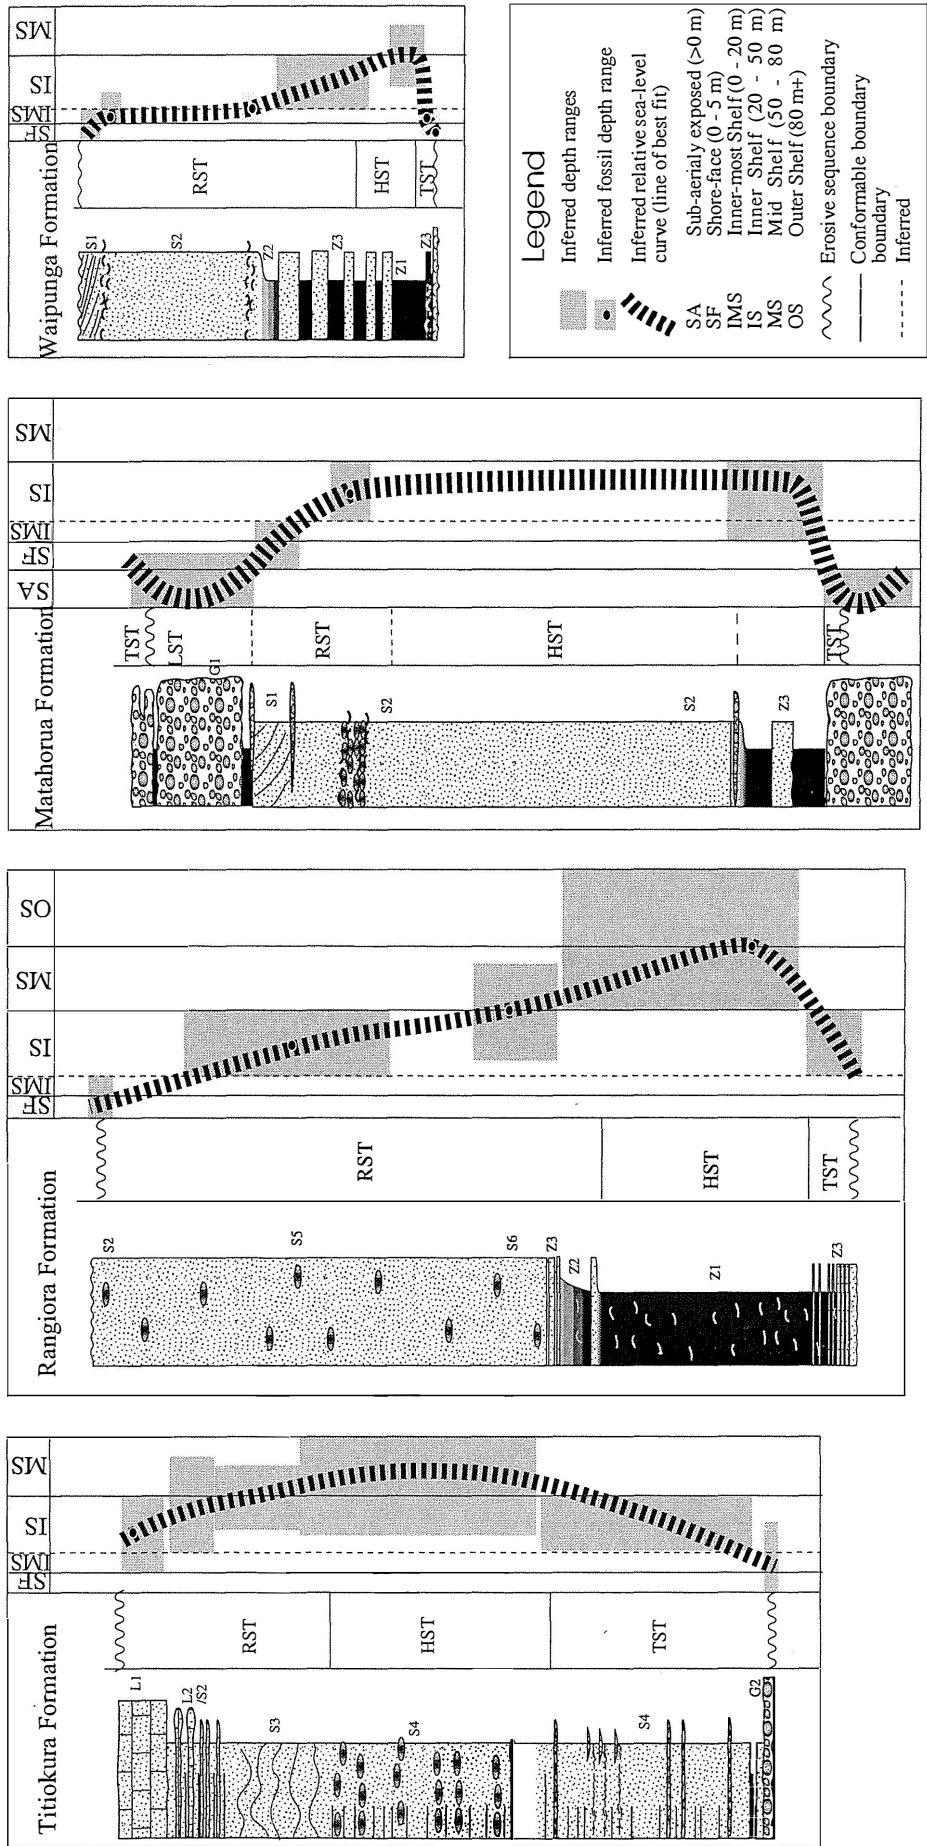 Waipunga Formation
SF
IMS
IS
MS
S1
S2
Z2
Z3
Z1
Z3
RST
HST
TST
Legend
Inferred depth ranges
Inferred fossil depth range
Inferred relative sea-level
curve (line of best fit)
SA Sub-aerialy exposed (>0 m)
SF Shore-face (0 - 5 m)
IMS Inner-most Shelf (0 - 20 m)
IS Inner Shelf (20 - 50 m)
MS Mid Shelf (50 - 80 m)
OS Outer Shelf (80 m+)
Erosive sequence boundary
Conformable boundary
boundary
Inferred
Matahorua Formation
SA
SF
IMS
IS
MS
TST
LST
G1
RST
S1
S2
HST
S2
Z3
TST
Rangiora Formation
SF
IMS
IS
MS
OS
S2
S5
S6
Z3
Z2
Z1
Z3
RST
HST
TST
Titiokura Formation
SF
IMS
IS
MS
L1
L2
/S2
S3
S4
S4
G2
RST
HST
TST